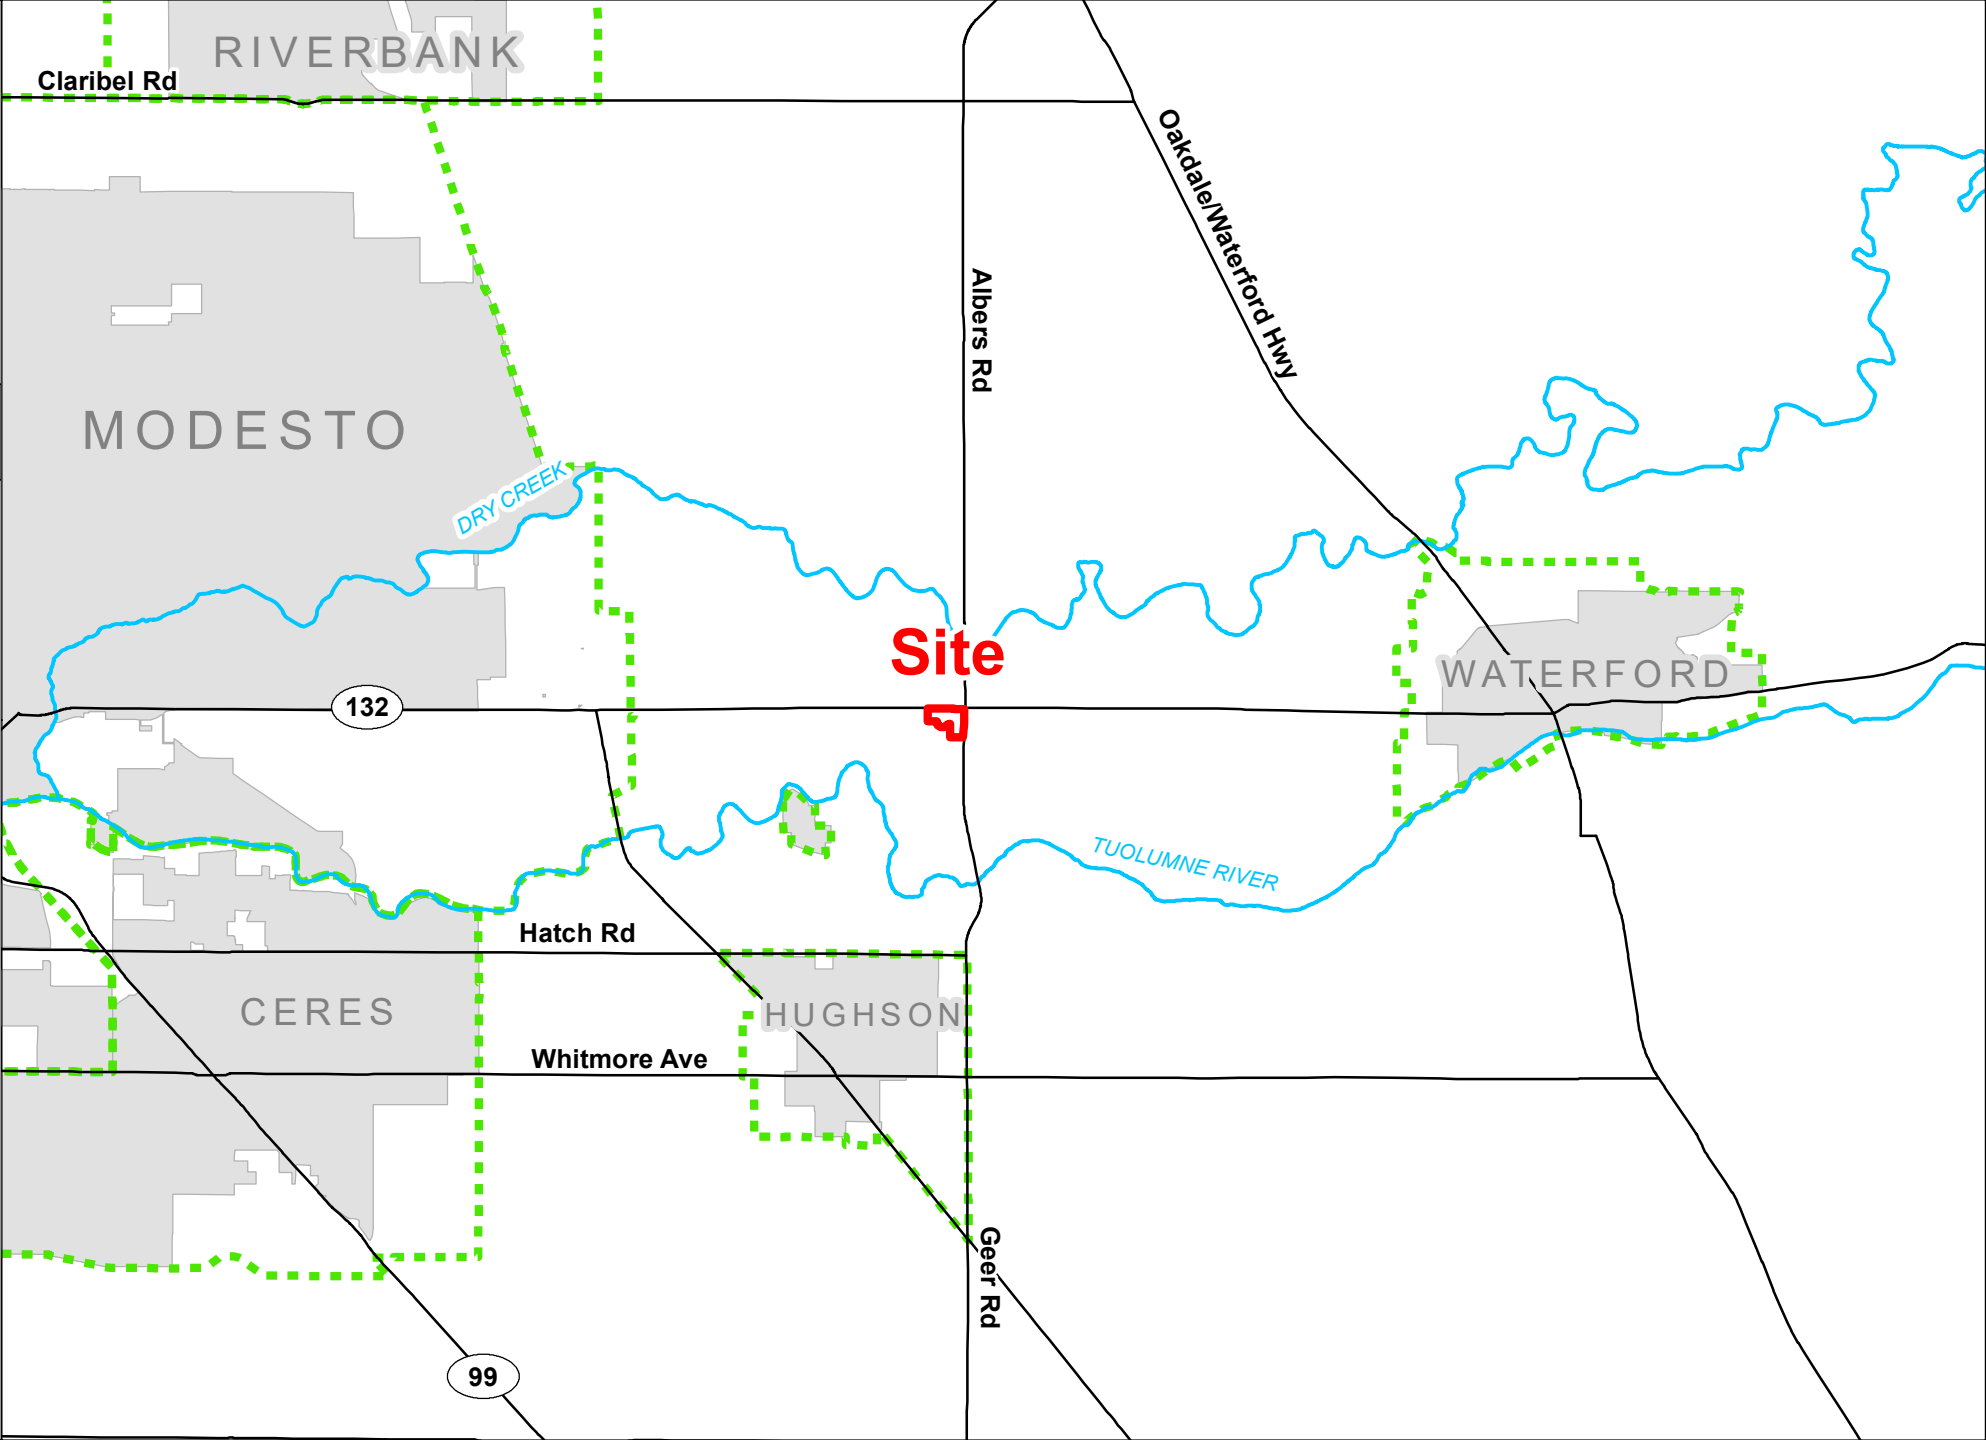 RIVERBANK
Claribel Rd
Oakdale/Waterford Hwy
Albers Rd
MODESTO
DRY CREEK
Site
WATERFORD
132
TUOLUMNE RIVER
Hatch Rd
CERES
HUGHSON
Whitmore Ave
Geer Rd
99